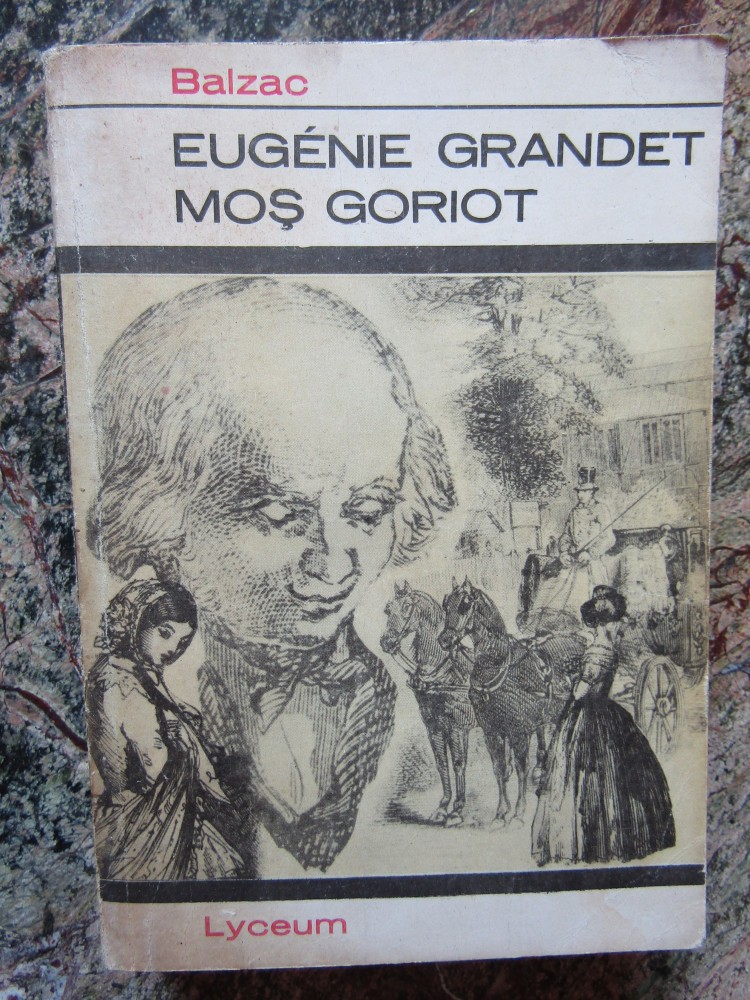 Balzac
EUGÉNIE GRANDET
MOŞ GORIOT
Lyceum